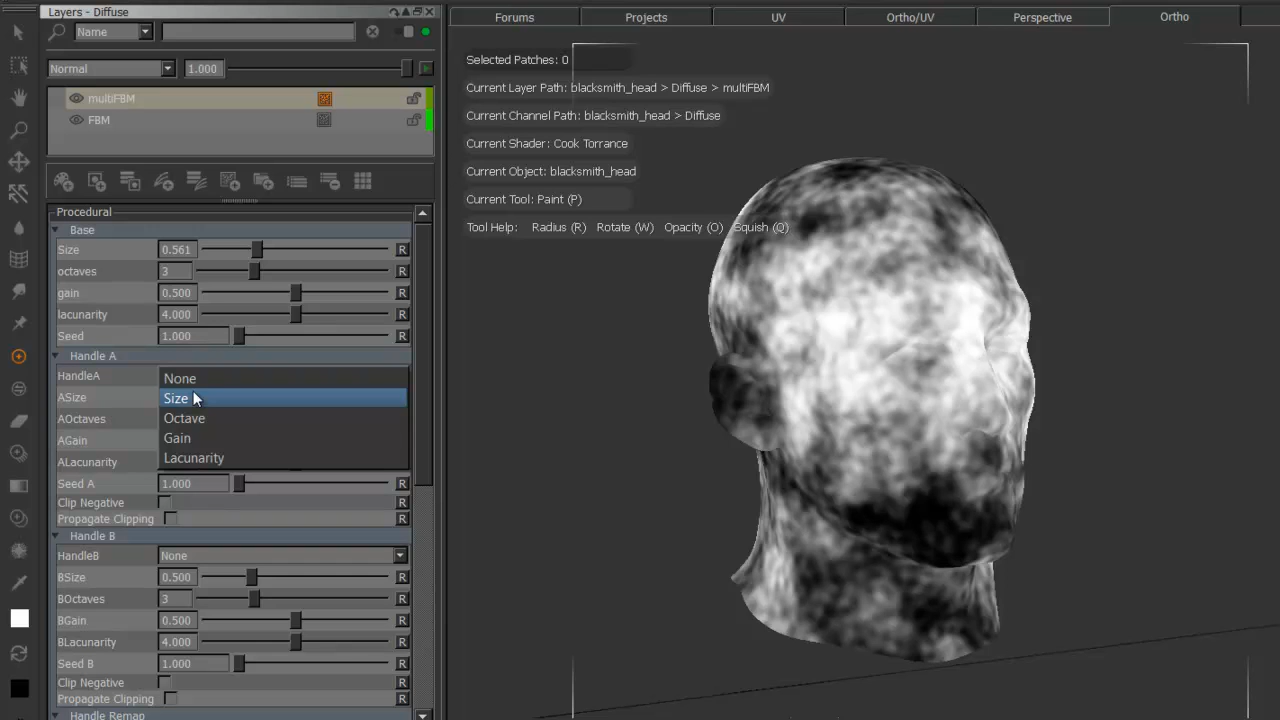 Layers - Diffuse
Name
Normal 1.000
multiFBM
FBM
Procedural
Base
Size 0.561 R
octaves 3 R
gain 0.500 R
lacunarity 4.000 R
Seed 1.000 R
Handle A
HandleA
ASize
AOctaves
AGain
ALacunarity
None
Size
Octave
Gain
Lacunarity
Seed A 1.000 R
Clip Negative R
Propagate Clipping R
Handle B
HandleB None
BSize 0.500 R
BOctaves 3 R
BGain 0.500 R
BLacunarity 4.000 R
Seed B 1.000 R
Clip Negative R
Propagate Clipping R
Handle Remap
Forums Projects UV Ortho/UV Perspective Ortho
Selected Patches: 0
Current Layer Path: blacksmith_head > Diffuse > multiFBM
Current Channel Path: blacksmith_head > Diffuse
Current Shader: Cook Torrance
Current Object: blacksmith_head
Current Tool: Paint (P)
Tool Help: Radius (R) Rotate (W) Opacity (O) Squish (Q)